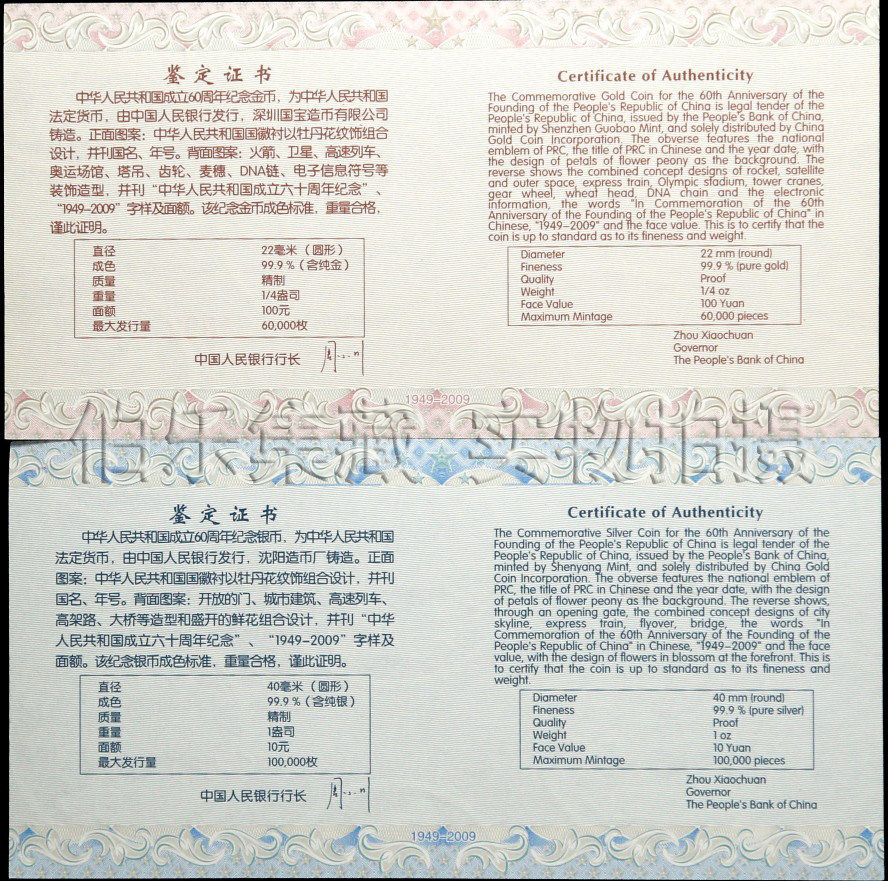 鉴定证书
中华人民共和国成立60周年纪念金币，为中华人民共和国
法定货币，由中国人民银行发行，深圳国宝造币有限公司
铸造。正面图案：中华人民共和国国徽衬以牡丹花纹饰组合
设计，并刊国名、年号。背面图案：火箭、卫星、高速列车、
奥运场馆、塔吊、齿轮、麦穗、DNA链、电子信息符号等
装饰造型，并刊“中华人民共和国成立六十周年纪念”、
“1949-2009”字样及面额。该纪念金币成色标准，重量合格，
谨此证明。
直径 22毫米（圆形）
成色 99.9％（含纯金）
质量 精制
重量 1/4盎司
面额 100元
最大发行量 60,000枚
中国人民银行行长
Certificate of Authenticity
The Commemorative Gold Coin for the 60th Anniversary of the
Founding of the People's Republic of China is legal tender of the
People's Republic of China, issued by the People's Bank of China,
minted by Shenzhen Guobao Mint, and solely distributed by China
Gold Coin Incorporation. The obverse features the national
emblem of PRC, the title of PRC in Chinese and the year date, with
the design of petals of flower peony as the background. The
reverse shows the combined concept designs of rocket, satellite
and outer space, express train, Olympic stadium, tower cranes,
gear wheel, wheat head, DNA chain and the electronic
information, the words "In Commemoration of the 60th
Anniversary of the Founding of the People's Republic of China" in
Chinese, "1949-2009" and the face value. This is to certify that the
coin is up to standard as to its fineness and weight.
Diameter 22 mm (round)
Fineness 99.9 % (pure gold)
Quality Proof
Weight 1/4 oz
Face Value 100 Yuan
Maximum Mintage 60,000 pieces
Zhou Xiaochuan
Governor
The People's Bank of China
1949-2009
伯乐集藏 实物拍摄
鉴定证书
中华人民共和国成立60周年纪念银币，为中华人民共和国
法定货币，由中国人民银行发行，沈阳造币厂铸造。正面
图案：中华人民共和国国徽衬以牡丹花纹饰组合设计，并刊
国名、年号。背面图案：开放的门、城市建筑、高速列车、
高架路、大桥等造型和盛开的鲜花组合设计，并刊“中华
人民共和国成立六十周年纪念”、“1949-2009”字样及
面额。该纪念银币成色标准，重量合格，谨此证明。
直径 40毫米（圆形）
成色 99.9％（含纯银）
质量 精制
重量 1盎司
面额 10元
最大发行量 100,000枚
中国人民银行行长
Certificate of Authenticity
The Commemorative Silver Coin for the 60th Anniversary of the
Founding of the People's Republic of China is legal tender of the
People's Republic of China, issued by the People's Bank of China,
minted by Shenyang Mint, and solely distributed by China Gold
Coin Incorporation. The obverse features the national emblem of
PRC, the title of PRC in Chinese and the year date, with the design
of petals of flower peony as the background. The reverse shows,
through an opening gate, the combined concept designs of city
skyline, express train, flyover, bridge, the words "In
Commemoration of the 60th Anniversary of the Founding of the
People's Republic of China" in Chinese, "1949-2009" and the face
value, with the design of flowers in blossom at the forefront. This is
to certify that the coin is up to standard as to its fineness and
weight.
Diameter 40 mm (round)
Fineness 99.9 % (pure silver)
Quality Proof
Weight 1 oz
Face Value 10 Yuan
Maximum Mintage 100,000 pieces
Zhou Xiaochuan
Governor
The People's Bank of China
1949-2009